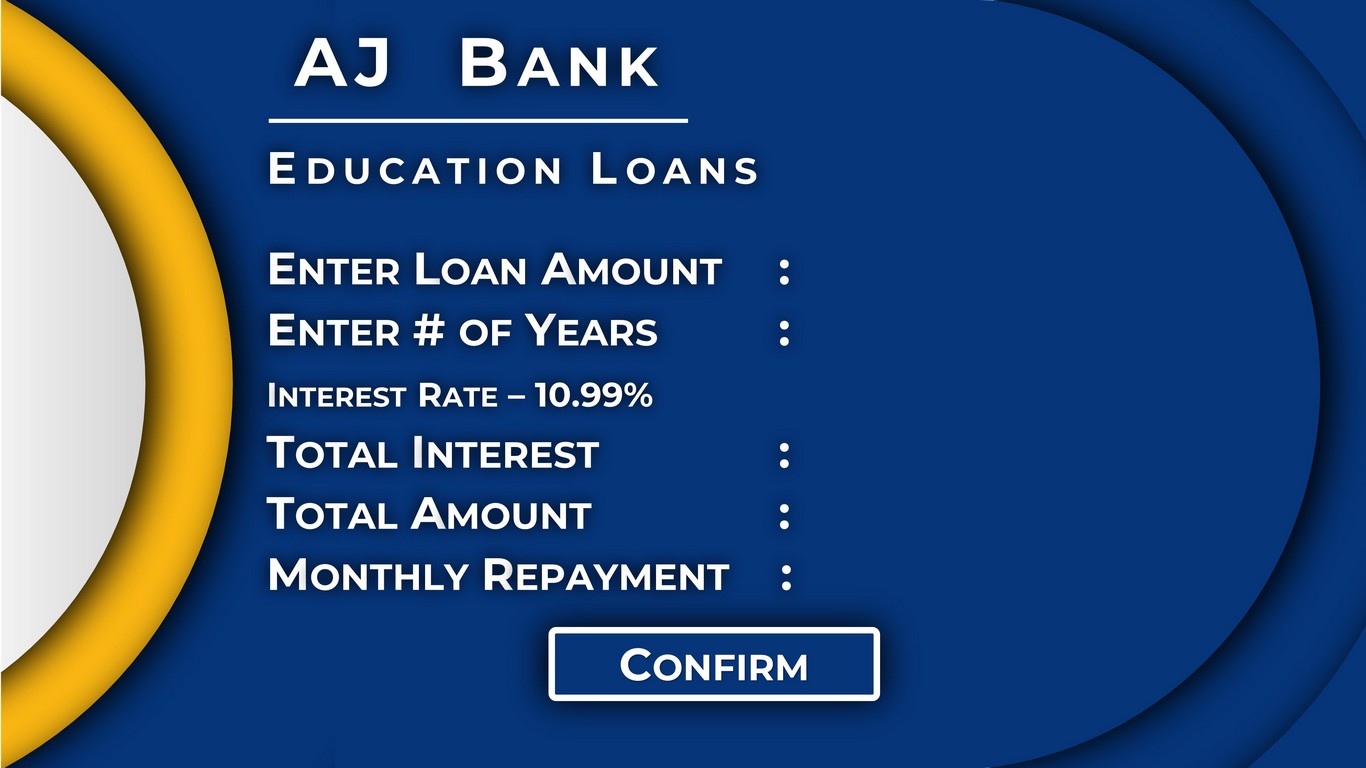 AJ Bank
Education Loans
Enter Loan Amount :
Enter # of Years :
Interest Rate – 10.99%
Total Interest :
Total Amount :
Monthly Repayment :
Confirm